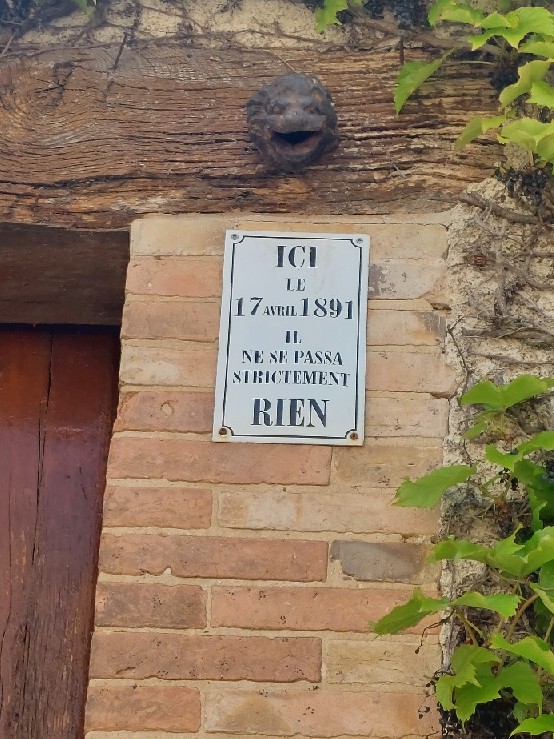 ICI
LE
17 AVRIL 1891
IL
NE SE PASSA
STRICTEMENT
RIEN